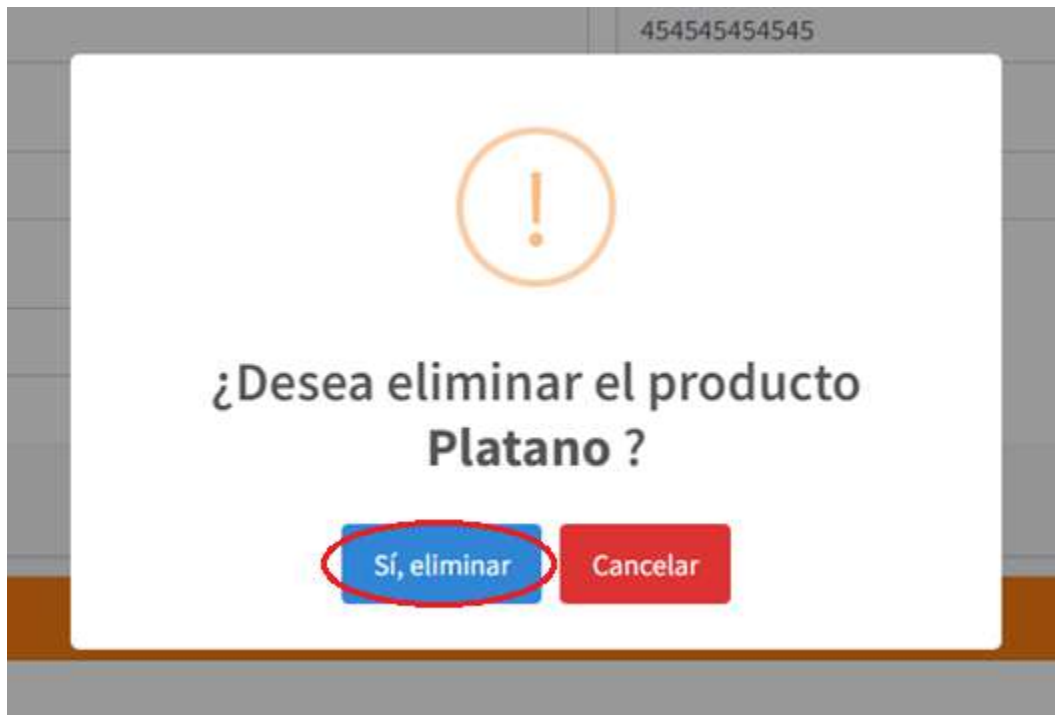 454545454545
!
¿Desea eliminar el producto
Platano ?
Sí, eliminar
Cancelar